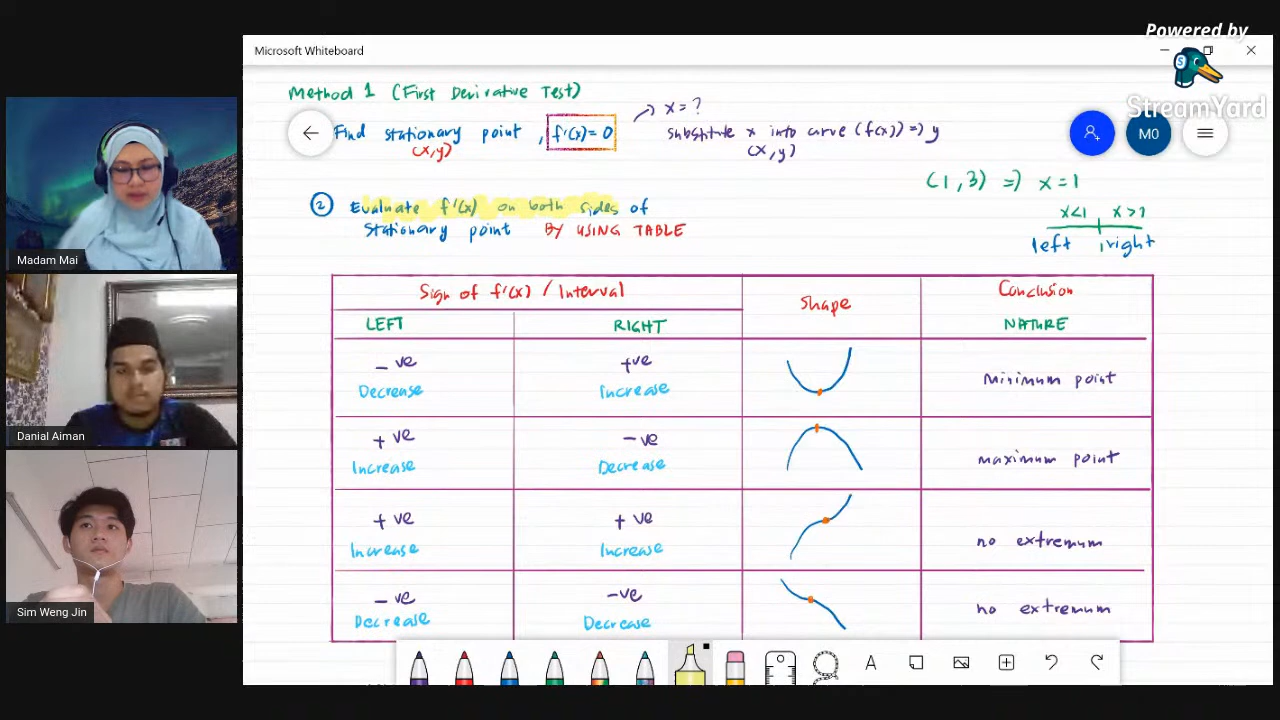 Powered by
StreamYard
Microsoft Whiteboard
Method 1 (First Derivative Test)
Find stationary point, f'(x) = 0
(x,y)
x = ?
substitute x into curve (f(x)) => y
(x,y)
M0
(1,3) => x = 1
x<1 x>1
left right
② Evaluate f'(x) on both sides of
stationary point BY USING TABLE
Sign of f'(x) / Interval
Shape
Conclusion
LEFT RIGHT NATURE
-ve +ve
Decrease Increase
Minimum point
+ve -ve
Increase Decrease
maximum point
+ve +ve
Increase Increase
no extremum
-ve -ve
Decrease Decrease
no extremum
A
Madam Mai
Danial Aiman
Sim Weng Jin